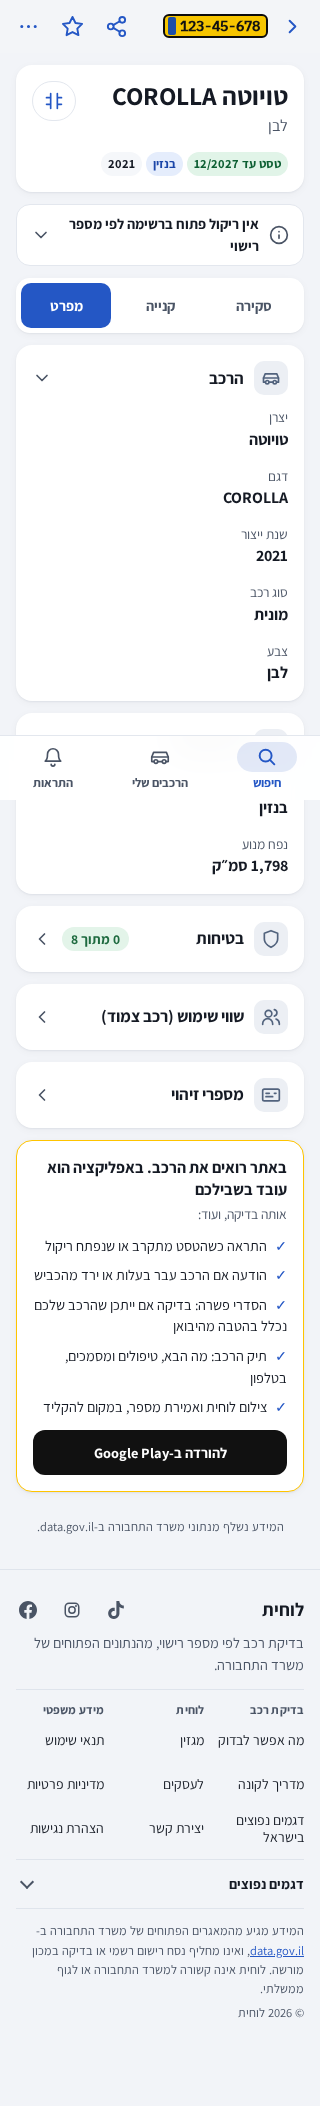 123-45-678
טויוטה COROLLA
לבן
טסט עד 12/2027
בנזין
2021
אין ריקול פתוח ברשימה לפי מספר
רישוי
סקירה
קנייה
מפרט
הרכב
יצרן
טויוטה
דגם
COROLLA
שנת ייצור
2021
סוג רכב
מונית
צבע
לבן
חיפוש
הרכבים שלי
התראות
בנזין
נפח מנוע
1,798 סמ״ק
בטיחות
0 מתוך 8
שווי שימוש (רכב צמוד)
מספרי זיהוי
באתר רואים את הרכב. באפליקציה הוא
עובד בשבילכם
אותה בדיקה, ועוד:
✓ התראה כשהטסט מתקרב או שנפתח ריקול
✓ הודעה אם הרכב עבר בעלות או ירד מהכביש
✓ הסדרי פשרה: בדיקה אם ייתכן שהרכב שלכם
נכלל בהטבה מהיבואן
✓ תיק הרכב: מה הבא, טיפולים ומסמכים,
בטלפון
✓ צילום לוחית ואמירת מספר, במקום להקליד
להורדה ב-Google Play
המידע נשלף מנתוני משרד התחבורה ב-data.gov.il.
לוחית
בדיקת רכב לפי מספר רישוי, מהנתונים הפתוחים של
משרד התחבורה.
בדיקת רכב
לוחית
מידע משפטי
מה אפשר לבדוק
מגזין
תנאי שימוש
מדריך לקונה
לעסקים
מדיניות פרטיות
דגמים נפוצים
בישראל
יצירת קשר
הצהרת נגישות
דגמים נפוצים
המידע מגיע מהמאגרים הפתוחים של משרד התחבורה ב-
data.gov.il, ואינו מחליף נסח רישום רשמי או בדיקה במכון
מורשה. לוחית אינה קשורה למשרד התחבורה או לגוף
ממשלתי.
© 2026 לוחית